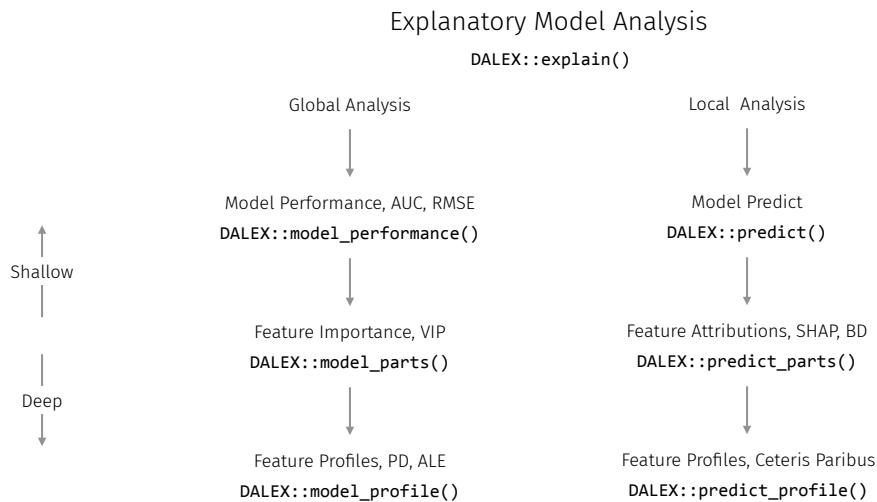 Explanatory Model Analysis
DALEX::explain()
Global Analysis
Local Analysis
Model Performance, AUC, RMSE
DALEX::model_performance()
Model Predict
DALEX::predict()
Shallow
Feature Importance, VIP
DALEX::model_parts()
Feature Attributions, SHAP, BD
DALEX::predict_parts()
Deep
Feature Profiles, PD, ALE
DALEX::model_profile()
Feature Profiles, Ceteris Paribus
DALEX::predict_profile()